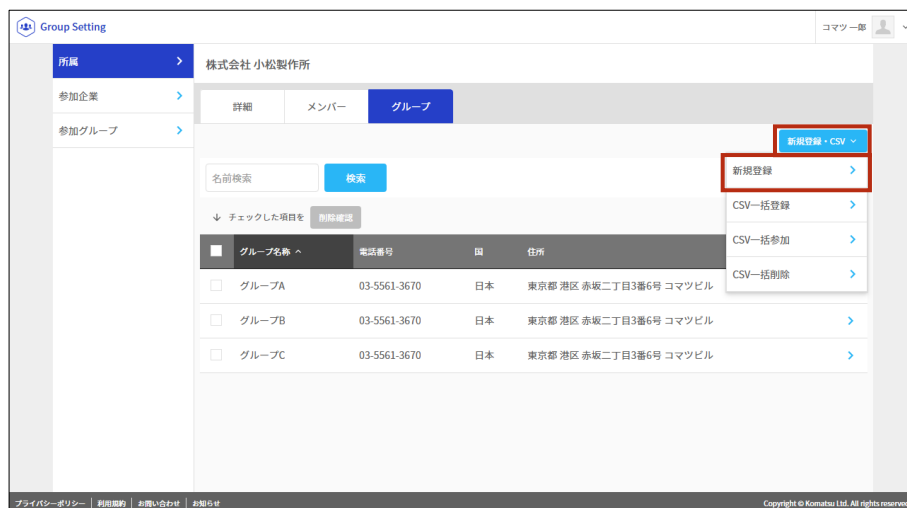 Group Setting
コマツ 一郎
所属
参加企業
参加グループ
株式会社 小松製作所
詳細 メンバー グループ
新規登録・CSV
新規登録
CSV一括登録
CSV一括参加
CSV一括削除
名前検索 検索
チェックした項目を 削除確認
グループ名称 電話番号 国 住所
グループA 03-5561-3670 日本 東京都 港区 赤坂二丁目3番6号 コマツビル
グループB 03-5561-3670 日本 東京都 港区 赤坂二丁目3番6号 コマツビル
グループC 03-5561-3670 日本 東京都 港区 赤坂二丁目3番6号 コマツビル
プライバシーポリシー | 利用規約 | お問い合わせ | お知らせ
Copyright © Komatsu Ltd. All rights reserved